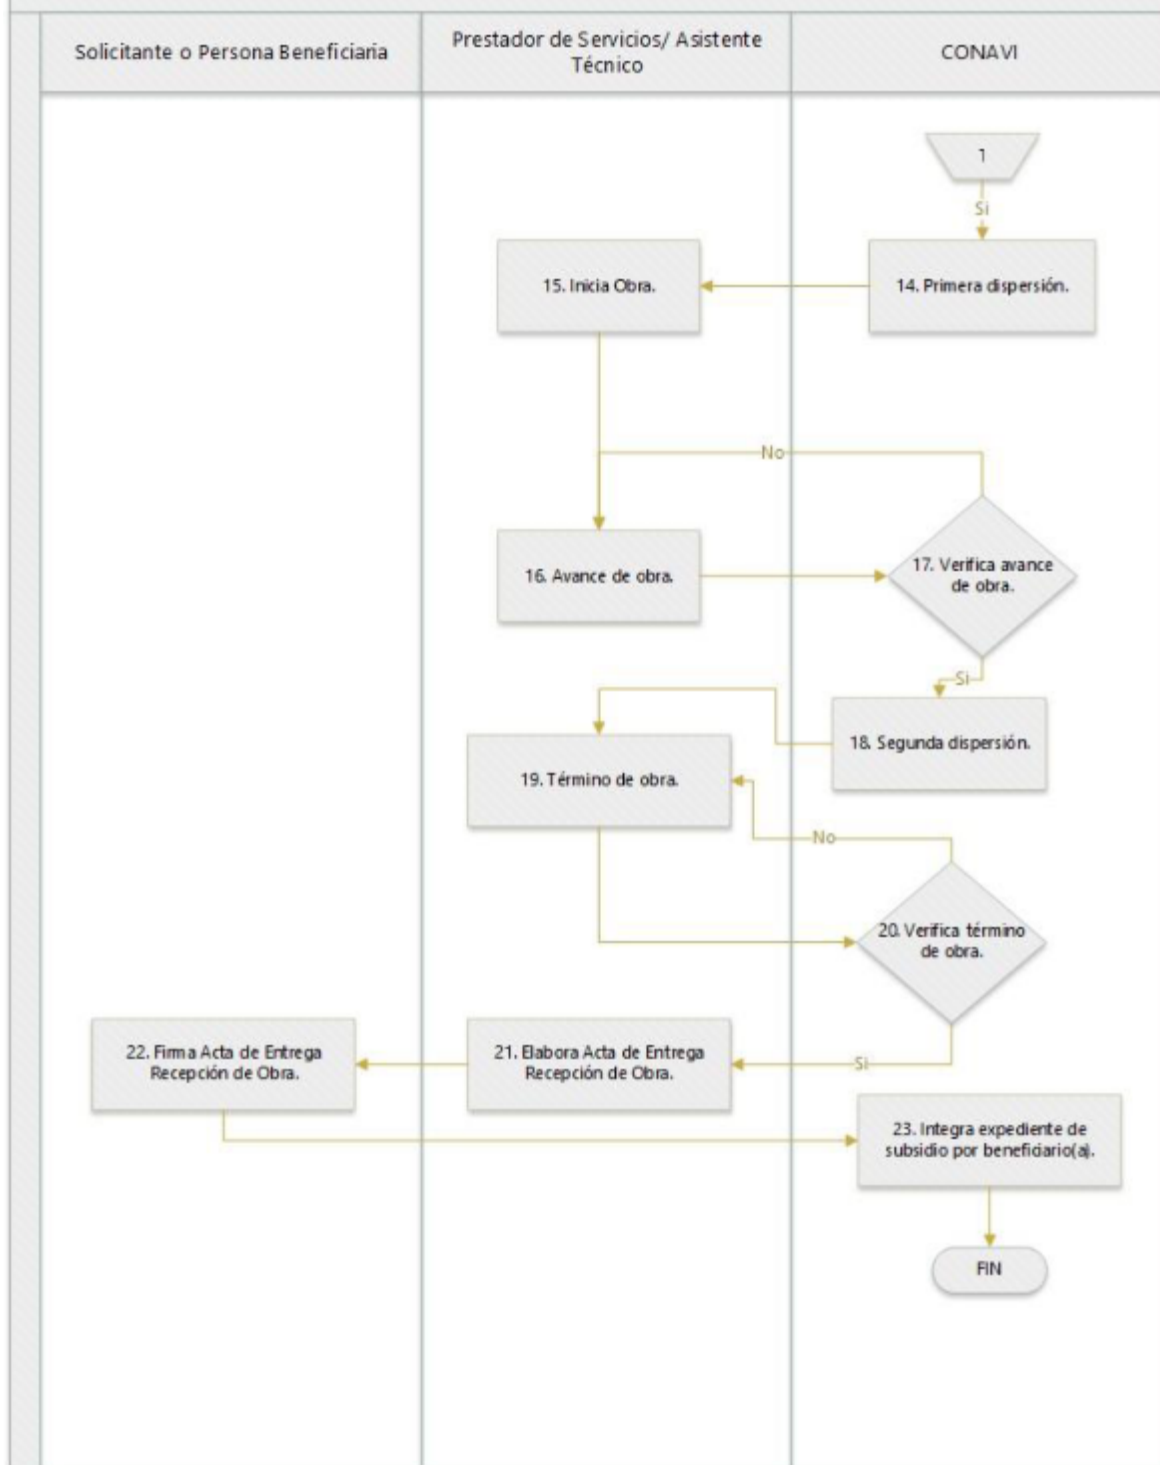 Solicitante o Persona Beneficiaria
Prestador de Servicios/ Asistente
Técnico
CONAVI
1
Si
14. Primera dispersión.
15. Inicia Obra.
No
16. Avance de obra.
17. Verifica avance
de obra.
Si
18. Segunda dispersión.
19. Término de obra.
No
20. Verifica término
de obra.
Si
21. Elabora Acta de Entrega
Recepción de Obra.
22. Firma Acta de Entrega
Recepción de Obra.
23. Integra expediente de
subsidio por beneficiario(a).
FIN